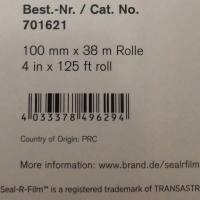 Best.-Nr. / Cat. No.
701621
100 mm x 38 m Rolle
4 in x 125 ft roll
4 033378 496294
Country of Origin: PRC
More information: www.brand.de/sealrfilm
Seal-R-Film™ is a registered trademark of TRANSASTR